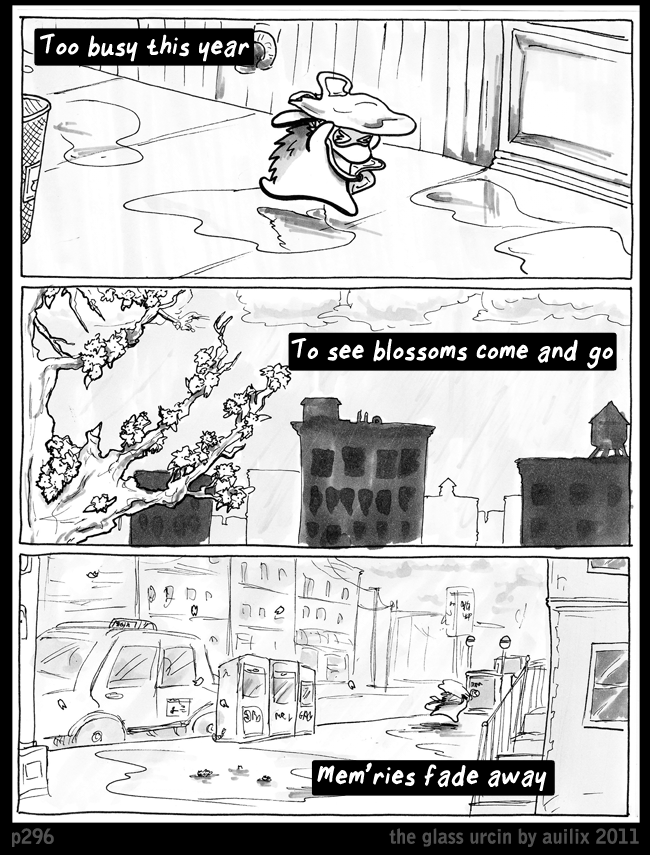 Too busy this year
To see blossoms come and go
Mem'ries fade away
p296
the glass urcin by auilix 2011